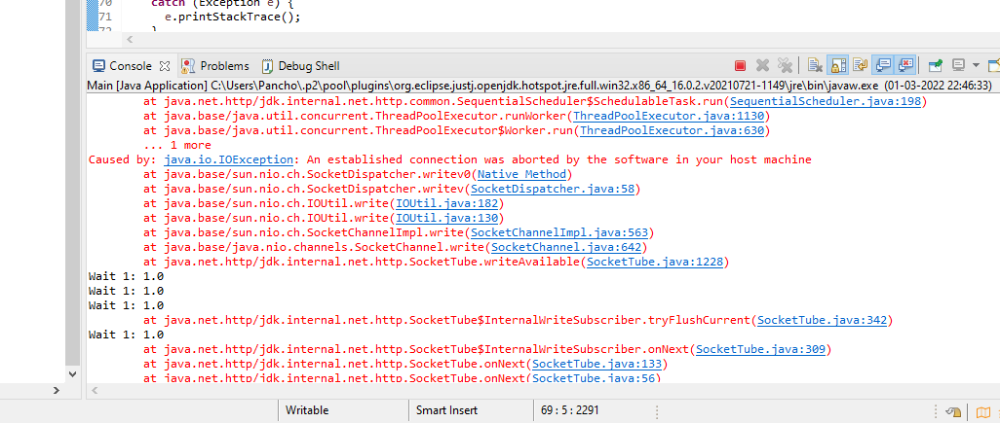 70 catch (Exception e) {
71 e.printStackTrace();
72 }
Console Problems Debug Shell
Main [Java Application] C:\Users\Pancho\.p2\pool\plugins\org.eclipse.justj.openjdk.hotspot.jre.full.win32.x86_64_16.0.2.v20210721-1149\jre\bin\javaw.exe (01-03-2022 22:46:33)
at java.net.http/jdk.internal.net.http.common.SequentialScheduler$SchedulableTask.run(SequentialScheduler.java:198)
at java.base/java.util.concurrent.ThreadPoolExecutor.runWorker(ThreadPoolExecutor.java:1130)
at java.base/java.util.concurrent.ThreadPoolExecutor$Worker.run(ThreadPoolExecutor.java:630)
... 1 more
Caused by: java.io.IOException: An established connection was aborted by the software in your host machine
at java.base/sun.nio.ch.SocketDispatcher.writev0(Native Method)
at java.base/sun.nio.ch.SocketDispatcher.writev(SocketDispatcher.java:58)
at java.base/sun.nio.ch.IOUtil.write(IOUtil.java:182)
at java.base/sun.nio.ch.IOUtil.write(IOUtil.java:130)
at java.base/sun.nio.ch.SocketChannelImpl.write(SocketChannelImpl.java:563)
at java.base/java.nio.channels.SocketChannel.write(SocketChannel.java:642)
at java.net.http/jdk.internal.net.http.SocketTube.writeAvailable(SocketTube.java:1228)
Wait 1: 1.0
Wait 1: 1.0
Wait 1: 1.0
at java.net.http/jdk.internal.net.http.SocketTube$InternalWriteSubscriber.tryFlushCurrent(SocketTube.java:342)
Wait 1: 1.0
at java.net.http/jdk.internal.net.http.SocketTube$InternalWriteSubscriber.onNext(SocketTube.java:309)
at java.net.http/jdk.internal.net.http.SocketTube.onNext(SocketTube.java:133)
at java.net.http/jdk.internal.net.http.SocketTube.onNext(SocketTube.java:56)
Writable Smart Insert 69 : 5 : 2291